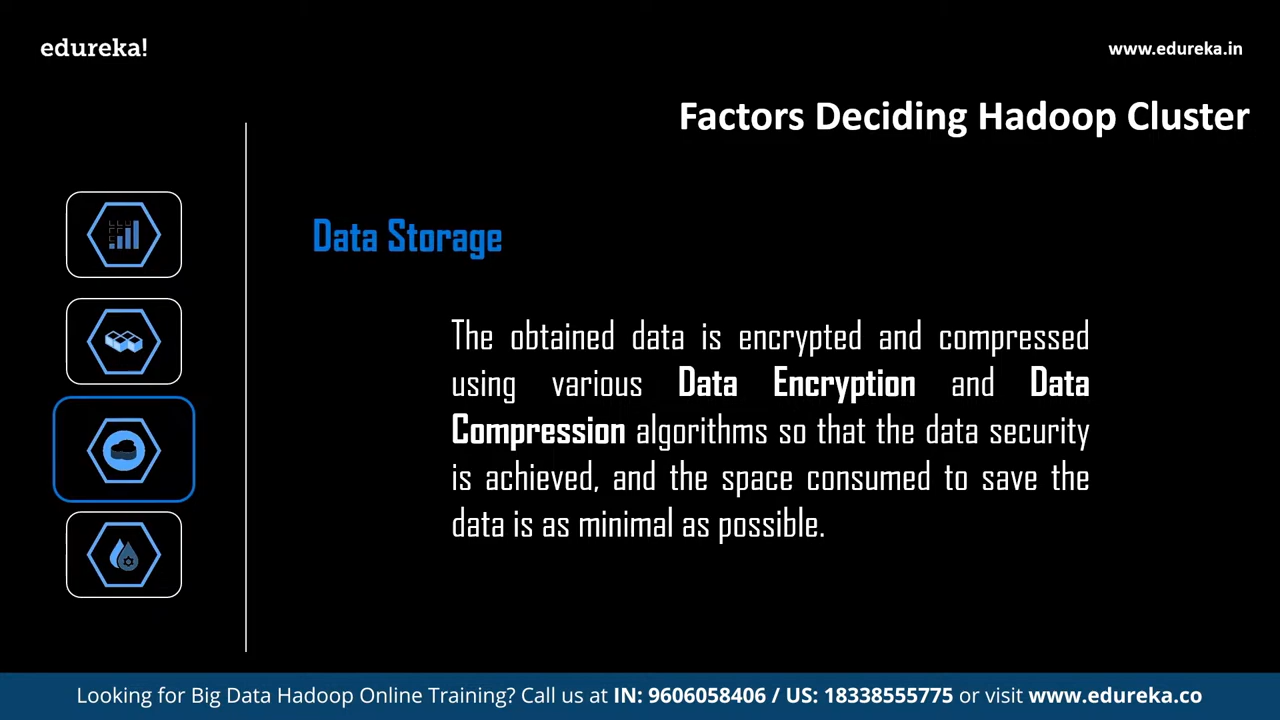 edureka!
www.edureka.in
Factors Deciding Hadoop Cluster
Data Storage
The obtained data is encrypted and compressed
using various Data Encryption and Data
Compression algorithms so that the data security
is achieved, and the space consumed to save the
data is as minimal as possible.
Looking for Big Data Hadoop Online Training? Call us at IN: 9606058406 / US: 18338555775 or visit www.edureka.co